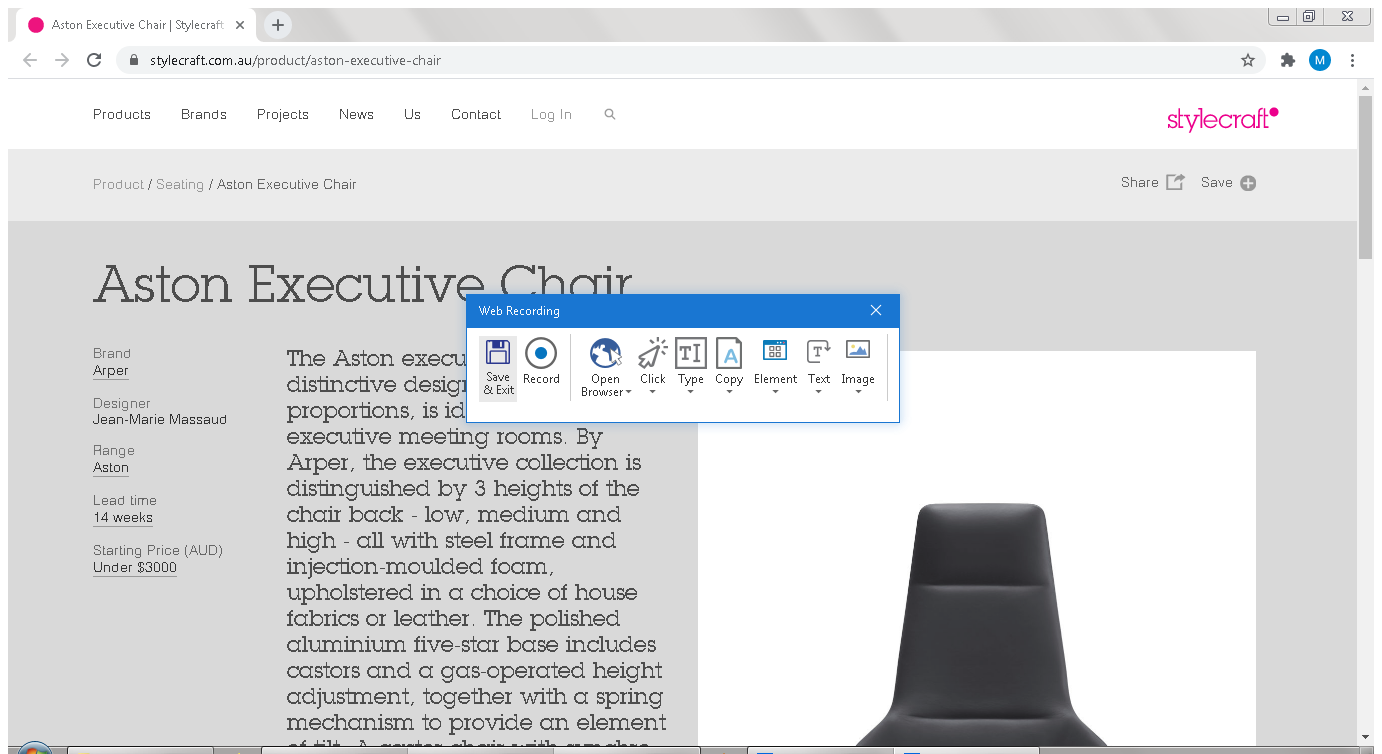 Aston Executive Chair | Stylecraft
stylecraft.com.au/product/aston-executive-chair
M
Products Brands Projects News Us Contact Log In
stylecraft
Product / Seating / Aston Executive Chair
Share Save
Aston Executive Chair
Web Recording
Save & Exit
Record
Open Browser
Click
Type
Copy
Element
Text
Image
Brand
Arper
Designer
Jean-Marie Massaud
Range
Aston
Lead time
14 weeks
Starting Price (AUD)
Under $3000
The Aston execu
distinctive desig
proportions, is id
executive meeting rooms. By
Arper, the executive collection is
distinguished by 3 heights of the
chair back - low, medium and
high - all with steel frame and
injection-moulded foam,
upholstered in a choice of house
fabrics or leather. The polished
aluminium five-star base includes
castors and a gas-operated height
adjustment, together with a spring
mechanism to provide an element